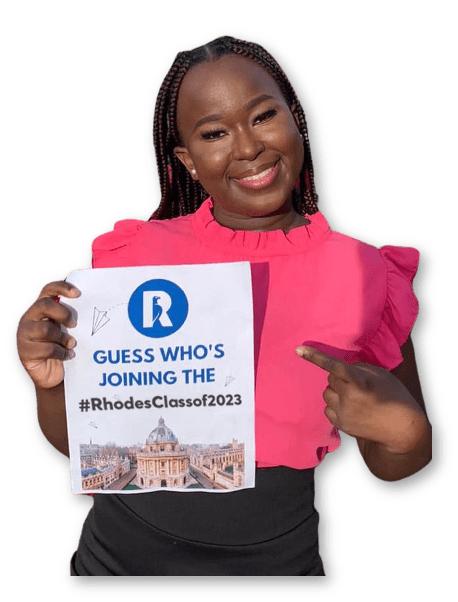 R
GUESS WHO'S
JOINING THE
#RhodesClassof2023